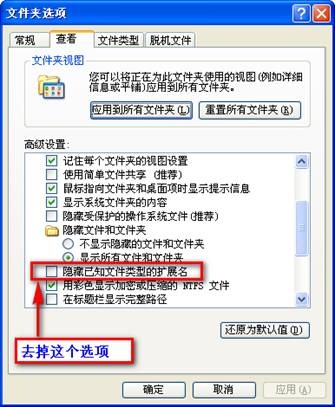 文件夹选项
常规 查看 文件类型 脱机文件
文件夹视图
您可以将正在为此文件夹使用的视图(例如详细
信息或平铺)应用到所有文件夹。
应用到所有文件夹(L) 重置所有文件夹(R)
高级设置:
记住每个文件夹的视图设置
使用简单文件共享 (推荐)
鼠标指向文件夹和桌面项时显示提示信息
显示系统文件夹的内容
隐藏受保护的操作系统文件(推荐)
隐藏文件和文件夹
不显示隐藏的文件和文件夹
显示所有文件和文件夹
隐藏已知文件类型的扩展名
用彩色显示加密或压缩的 NTFS 文件
在标题栏显示完整路径
去掉这个选项
还原为默认值(D)
确定 取消 应用(A)